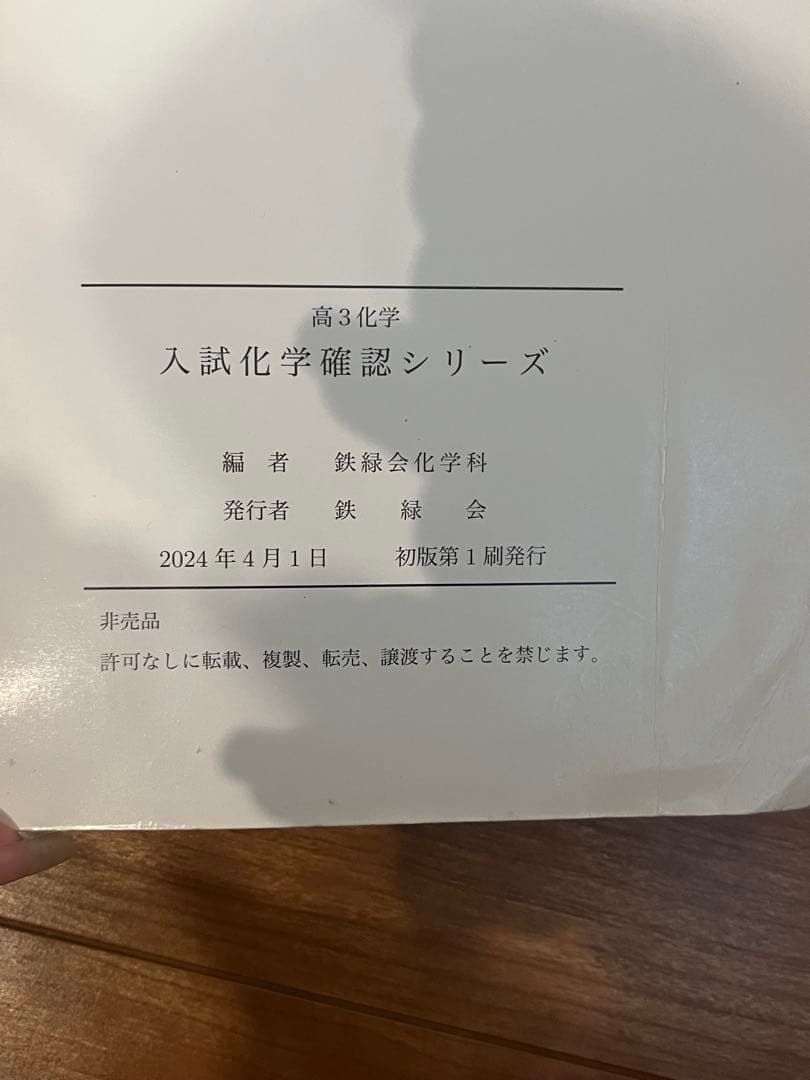 高3化学
入試化学確認シリーズ
編　者　鉄緑会化学科
発行者　鉄　緑　会
2024年4月1日　初版第1刷発行
非売品
許可なしに転載、複製、転売、譲渡することを禁じます。